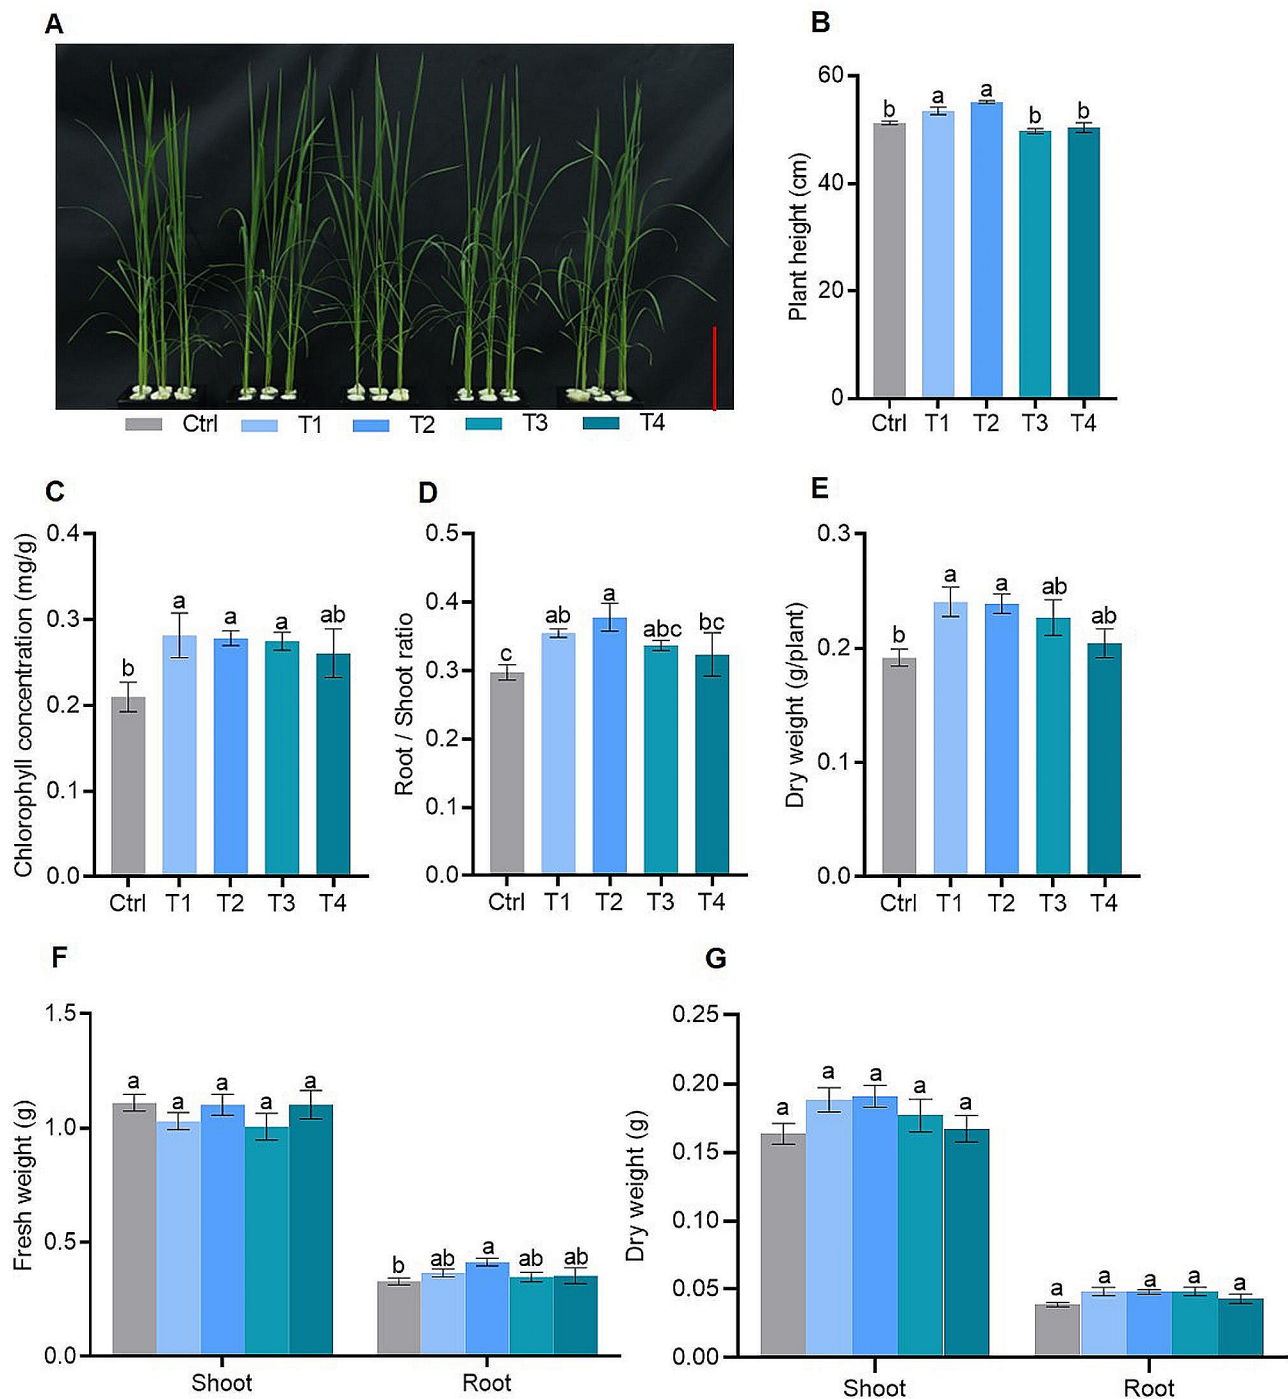 A
Ctrl T1 T2 T3 T4
B
Plant height (cm)
60
40
20
0
b a a b b
Ctrl T1 T2 T3 T4
C
Chlorophyll concentration (mg/g)
0.4
0.3
0.2
0.1
0.0
b a a a ab
Ctrl T1 T2 T3 T4
D
Root / Shoot ratio
0.5
0.4
0.3
0.2
0.1
0.0
c ab a abc bc
Ctrl T1 T2 T3 T4
E
Dry weight (g/plant)
0.3
0.2
0.1
0.0
b a a ab ab
Ctrl T1 T2 T3 T4
F
Fresh weight (g)
1.5
1.0
0.5
0.0
a a a a a
b ab a ab ab
Shoot Root
G
Dry weight (g)
0.25
0.20
0.15
0.10
0.05
0.00
a a a a a
a a a a a
Shoot Root